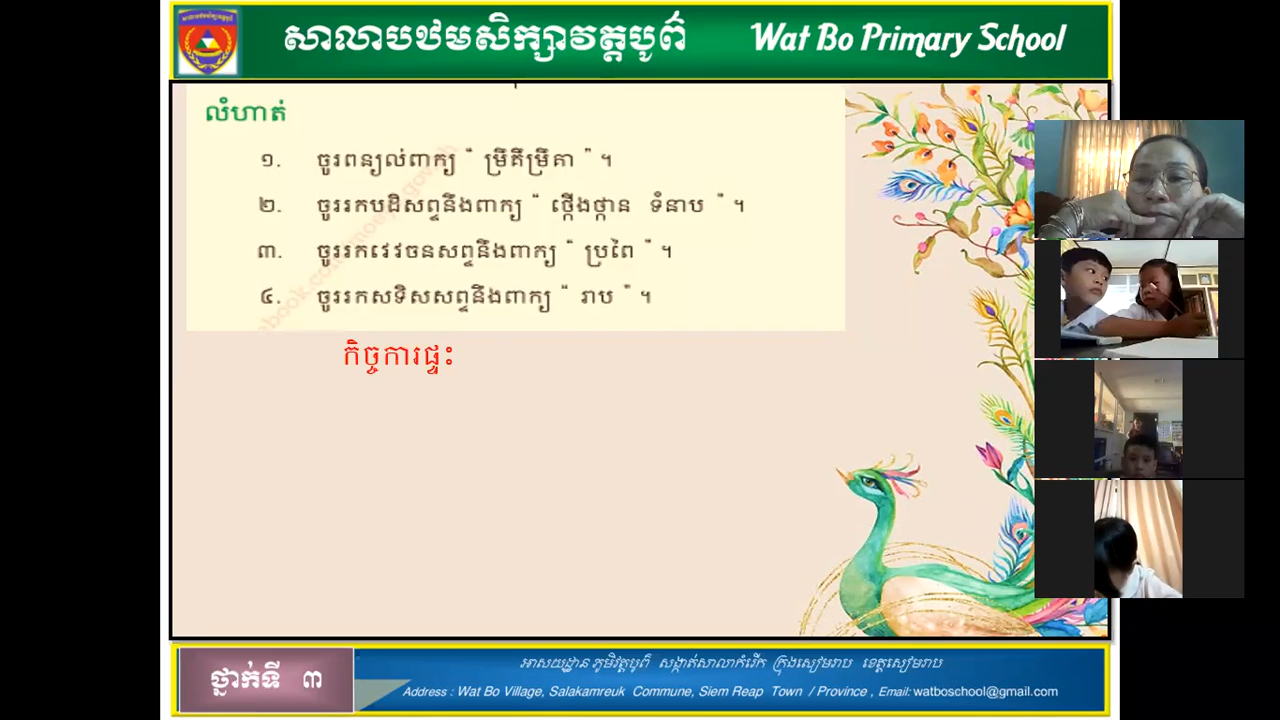 សាលាបឋមសិក្សាវត្តបូព៌ Wat Bo Primary School
លំហាត់
១. ចូរពន្យល់ពាក្យ “ ម្រឹគីម្រឹគា ” ។
២. ចូររកបដិសព្ទនឹងពាក្យ “ ថ្កើងថ្កាន ទំនាប ” ។
៣. ចូររកវេវចនសព្ទនឹងពាក្យ “ ប្រពៃ ” ។
៤. ចូររកសទិសសព្ទនឹងពាក្យ “ រាប ” ។
កិច្ចការផ្ទះ
ថ្នាក់ទី ៣
អាសយដ្ឋាន ភូមិវត្តបូព៌ សង្កាត់សាលាកំរើក ក្រុងសៀមរាប ខេត្តសៀមរាប
Address : Wat Bo Village, Salakamreuk Commune, Siem Reap Town / Province , Email: watboschool@gmail.com